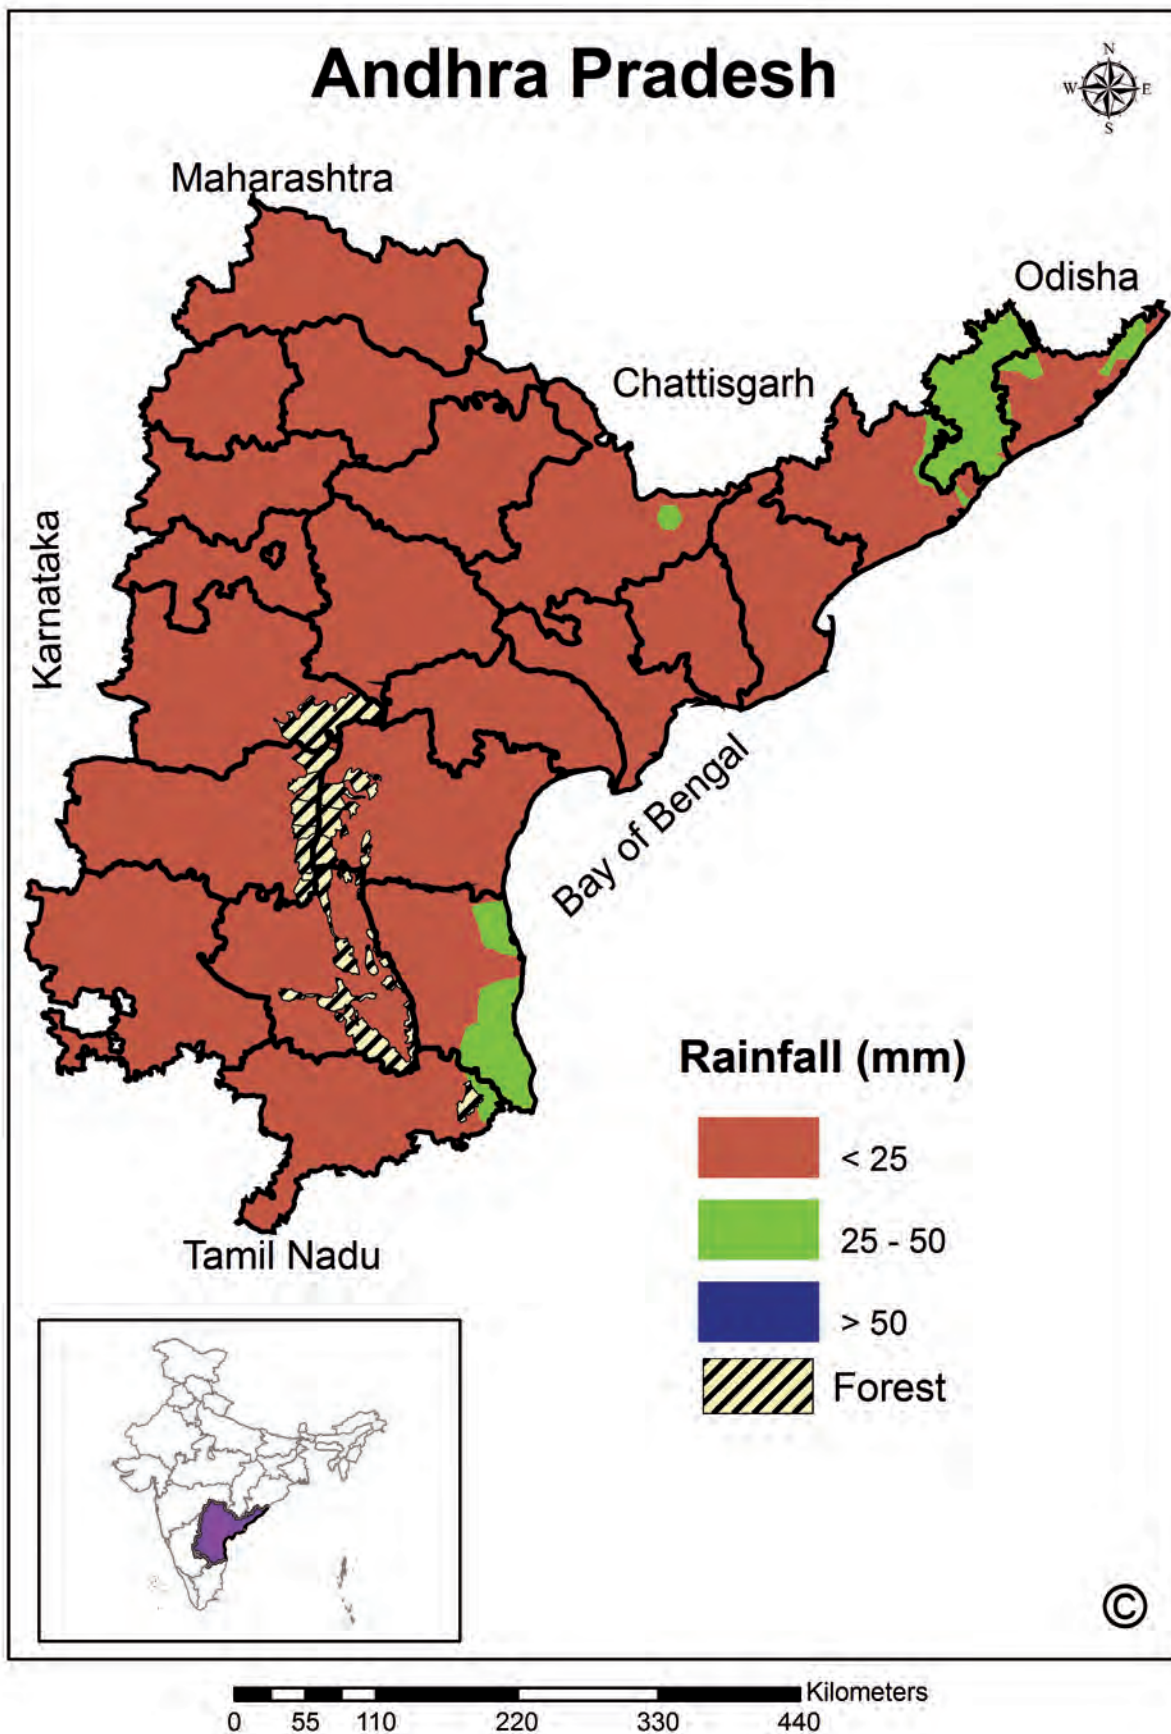 Andhra Pradesh
N
W E
S
Maharashtra
Odisha
Chattisgarh
Karnataka
Bay of Bengal
Tamil Nadu
Rainfall (mm)
< 25
25 - 50
> 50
Forest
©
Kilometers
0 55 110 220 330 440